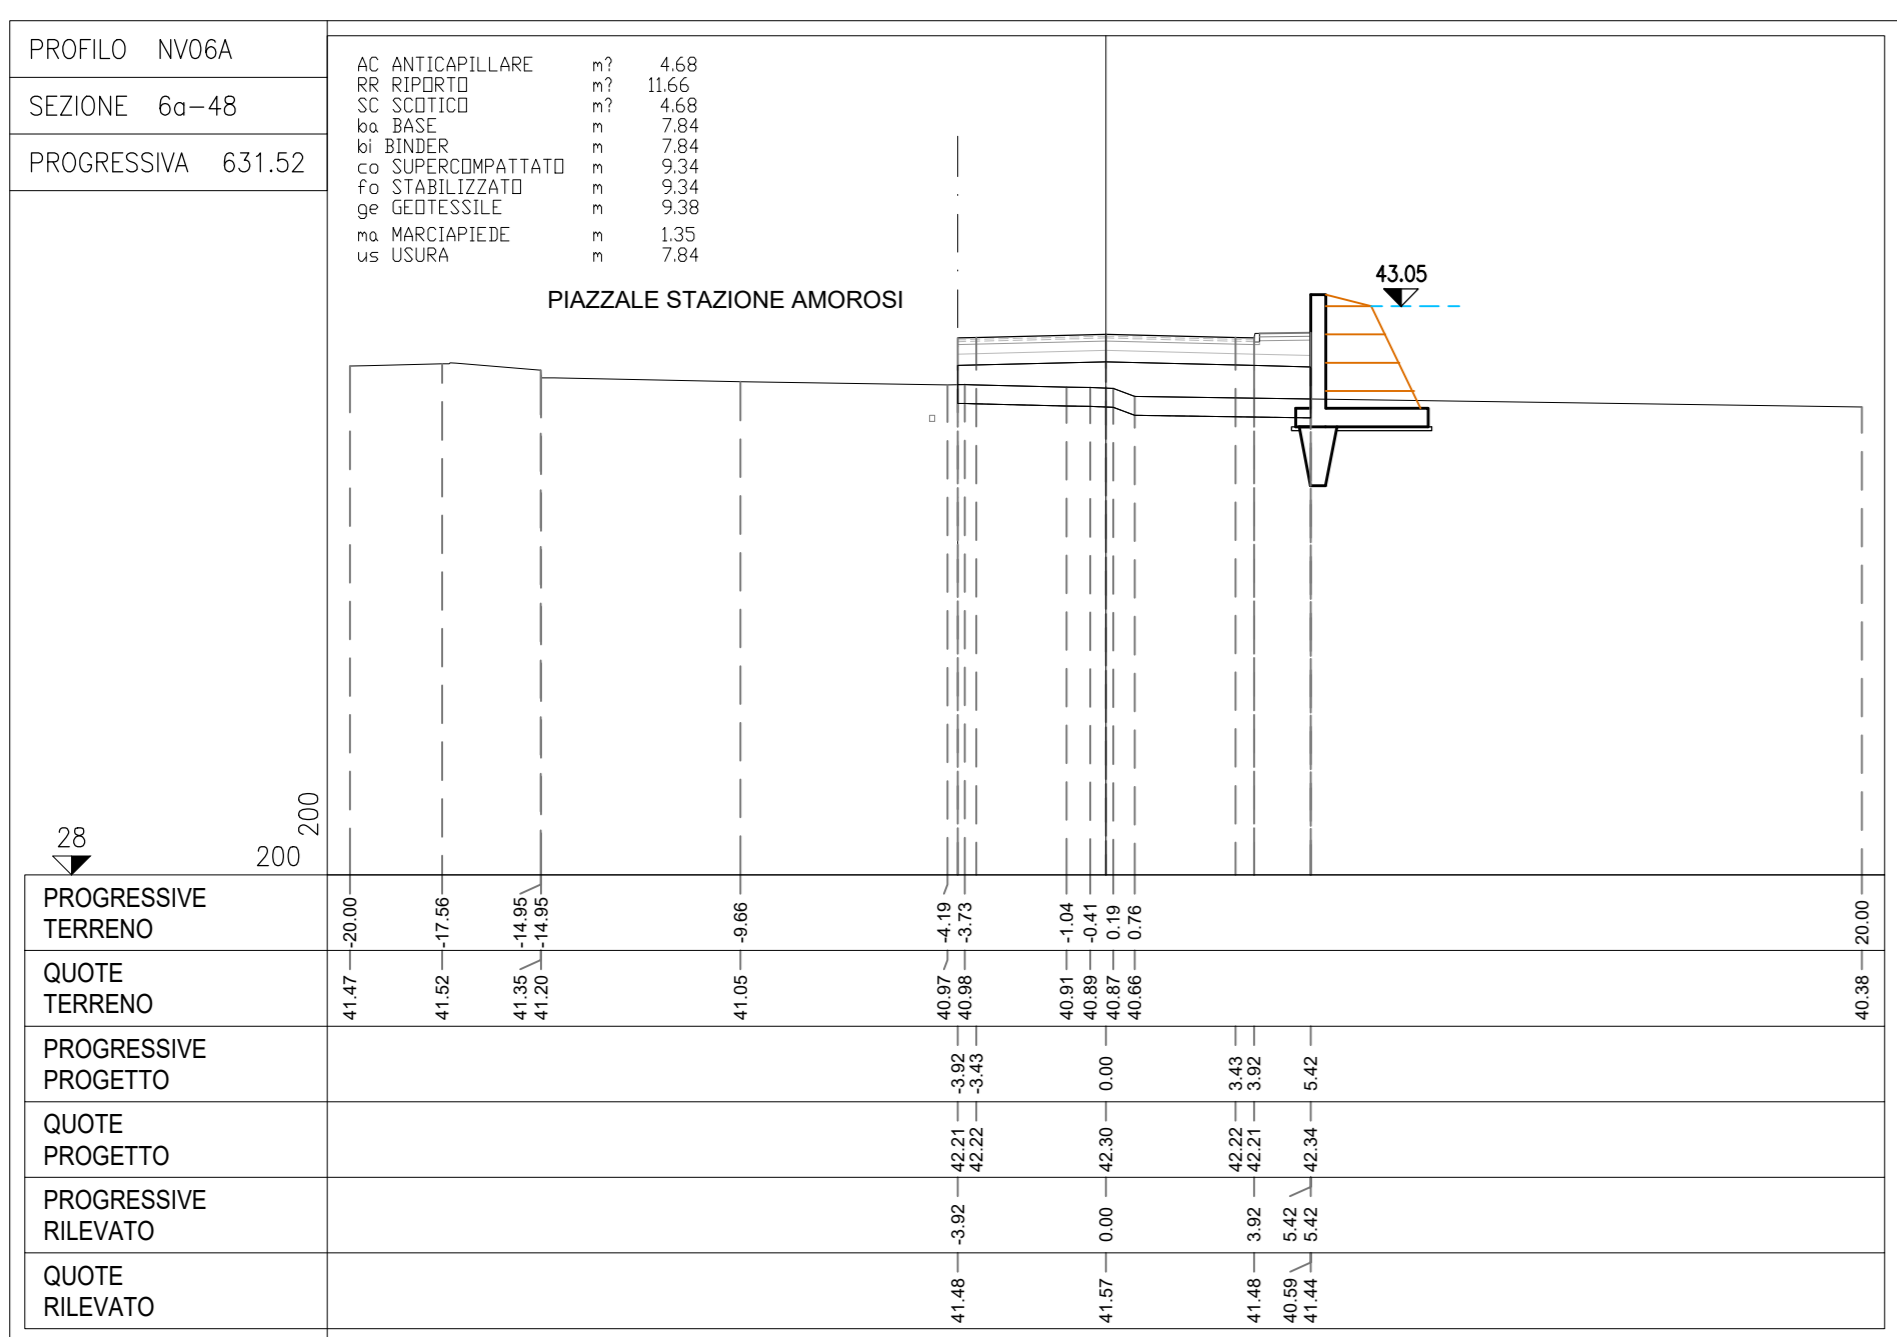 PROFILO NV06A
SEZIONE 6a-48
PROGRESSIVA 631.52
AC ANTICAPILLARE m? 4.68
RR RIPORTO m? 11.66
SC SCOTICO m? 4.68
ba BASE m 7.84
bi BINDER m 7.84
co SUPERCOMPATTATO m 9.34
fo STABILIZZATO m 9.34
ge GEOTESSILE m 9.38
ma MARCIAPIEDE m 1.35
us USURA m 7.84
PIAZZALE STAZIONE AMOROSI
43.05
200
28
200
PROGRESSIVE
TERRENO
-20.00 -17.56 -14.95 -14.95 -9.66 -4.19 -3.73 -1.04 -0.41 0.19 0.76 20.00
QUOTE
TERRENO
41.47 41.52 41.35 41.20 41.05 40.97 40.98 40.91 40.89 40.87 40.66 40.38
PROGRESSIVE
PROGETTO
-3.92 -3.43 0.00 3.43 3.92 5.42
QUOTE
PROGETTO
42.21 42.22 42.30 42.22 42.21 42.34
PROGRESSIVE
RILEVATO
-3.92 0.00 3.92 5.42 5.42
QUOTE
RILEVATO
41.48 41.57 41.48 40.59 41.44